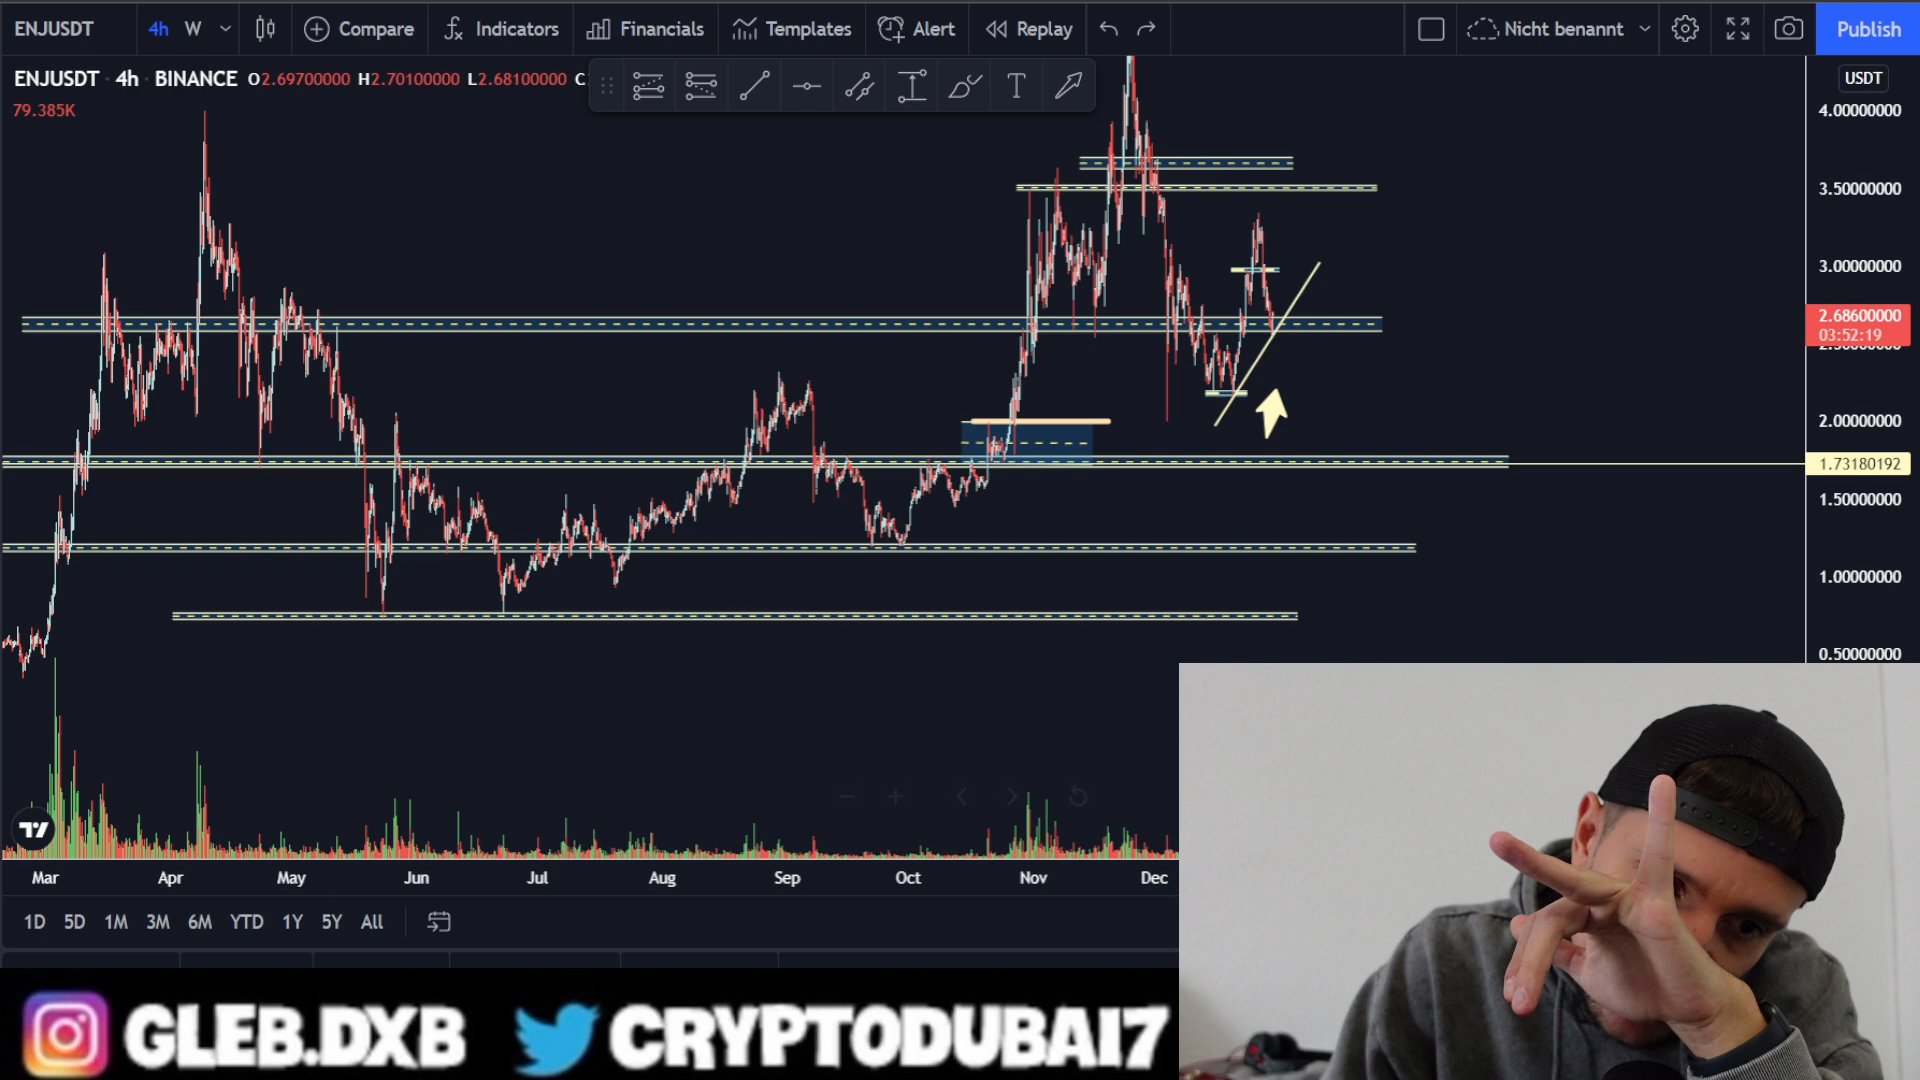 ENJUSDT 4h W Compare Indicators Financials Templates Alert Replay Nicht benannt Publish
ENJUSDT · 4h · BINANCE O2.69700000 H2.70100000 L2.68100000 C
79.385K
USDT
4.00000000
3.50000000
3.00000000
2.68600000
03:52:19
2.00000000
1.73180192
1.50000000
1.00000000
0.50000000
Mar Apr May Jun Jul Aug Sep Oct Nov Dec
1D 5D 1M 3M 6M YTD 1Y 5Y All
GLEB.DXB CRYPTODUBAI7